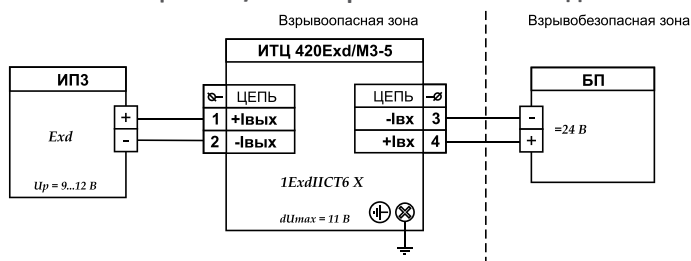 Взрывоопасная зона
Взрывобезопасная зона
ИТЦ 420Exd/М3-5
ИП3
БП
ЦЕПЬ
ЦЕПЬ
+
1 +Iвых
-Iвх 3
-
=24 В
Exd
-
2 -Iвых
+Iвх 4
+
1ExdIICT6 X
Up = 9...12 В
dUmax = 11 В